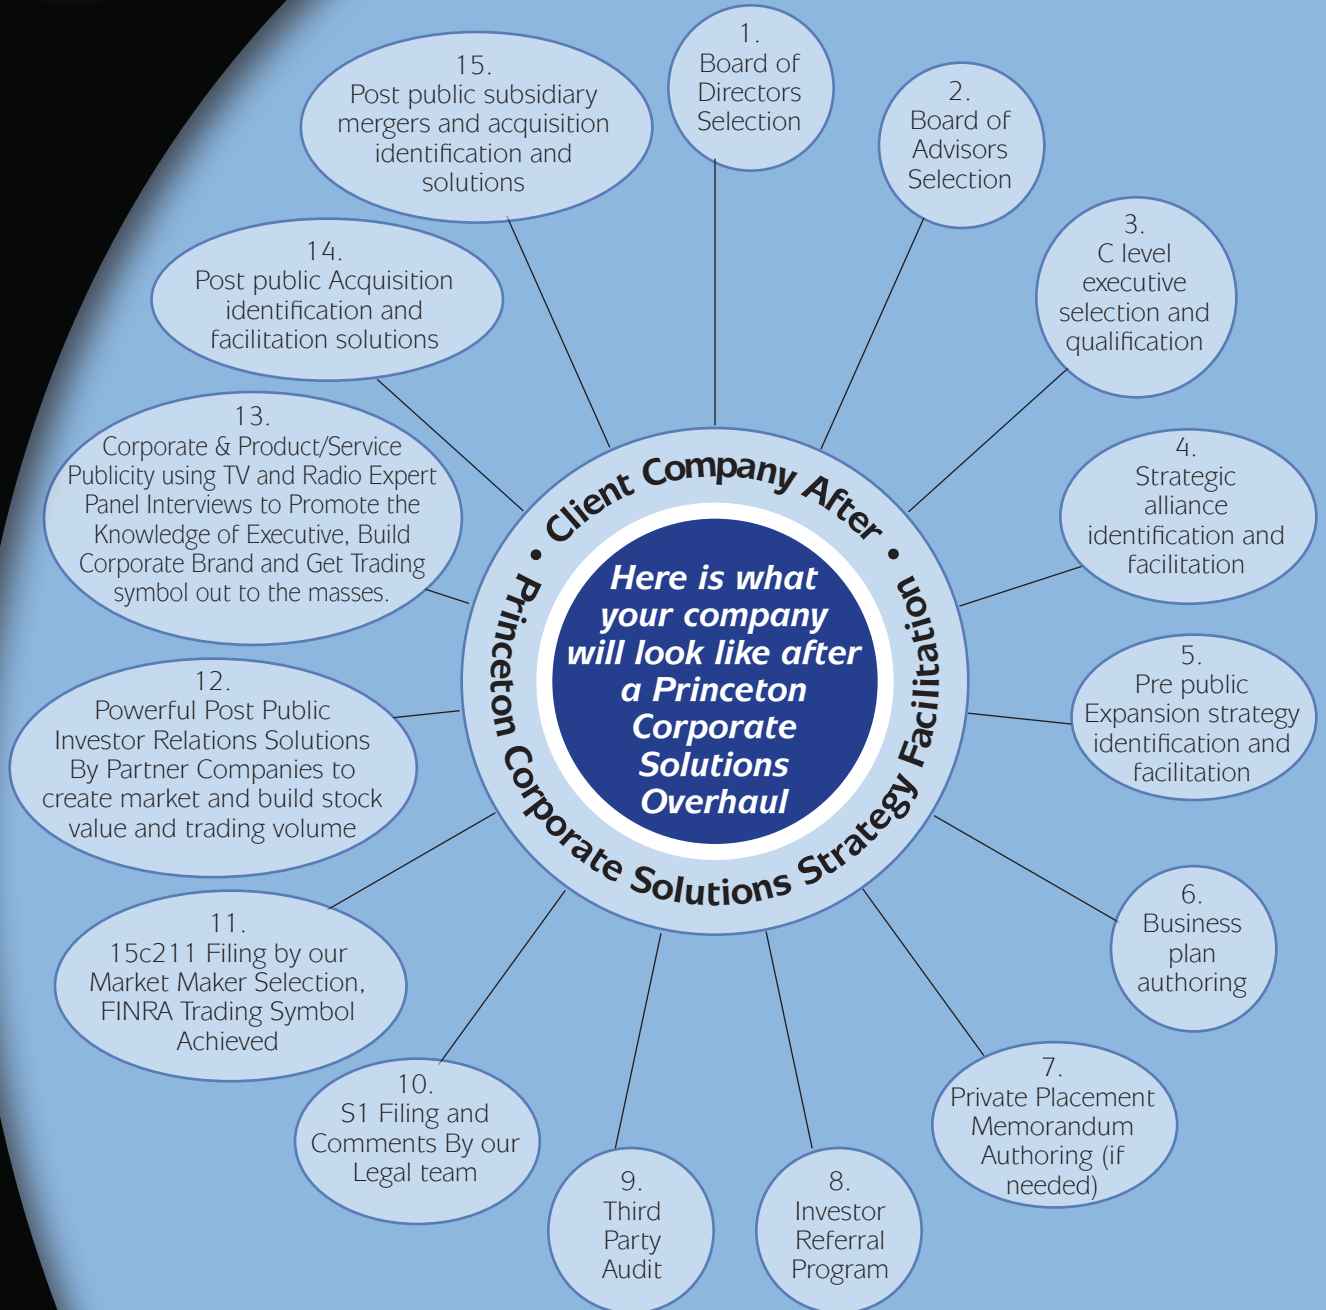 1.
Board of
Directors
Selection
2.
Board of
Advisors
Selection
3.
C level
executive
selection and
qualification
4.
Strategic
alliance
identification and
facilitation
5.
Pre public
Expansion strategy
identification and
facilitation
6.
Business
plan
authoring
7.
Private Placement
Memorandum
Authoring (if
needed)
8.
Investor
Referral
Program
9.
Third
Party
Audit
10.
S1 Filing and
Comments By our
Legal team
11.
15c211 Filing by our
Market Maker Selection,
FINRA Trading Symbol
Achieved
12.
Powerful Post Public
Investor Relations Solutions
By Partner Companies to
create market and build stock
value and trading volume
13.
Corporate & Product/Service
Publicity using TV and Radio Expert
Panel Interviews to Promote the
Knowledge of Executive, Build
Corporate Brand and Get Trading
symbol out to the masses.
14.
Post public Acquisition
identification and
facilitation solutions
15.
Post public subsidiary
mergers and acquisition
identification and
solutions
• Client Company After •
Princeton Corporate Solutions Strategy Facilitation
Here is what
your company
will look like after
a Princeton
Corporate
Solutions
Overhaul